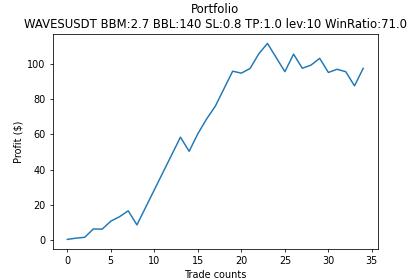 Portfolio
WAVESUSDT BBM:2.7 BBL:140 SL:0.8 TP:1.0 lev:10 WinRatio:71.0
100
80
60
40
20
0
Profit ($)
0 5 10 15 20 25 30 35
Trade counts